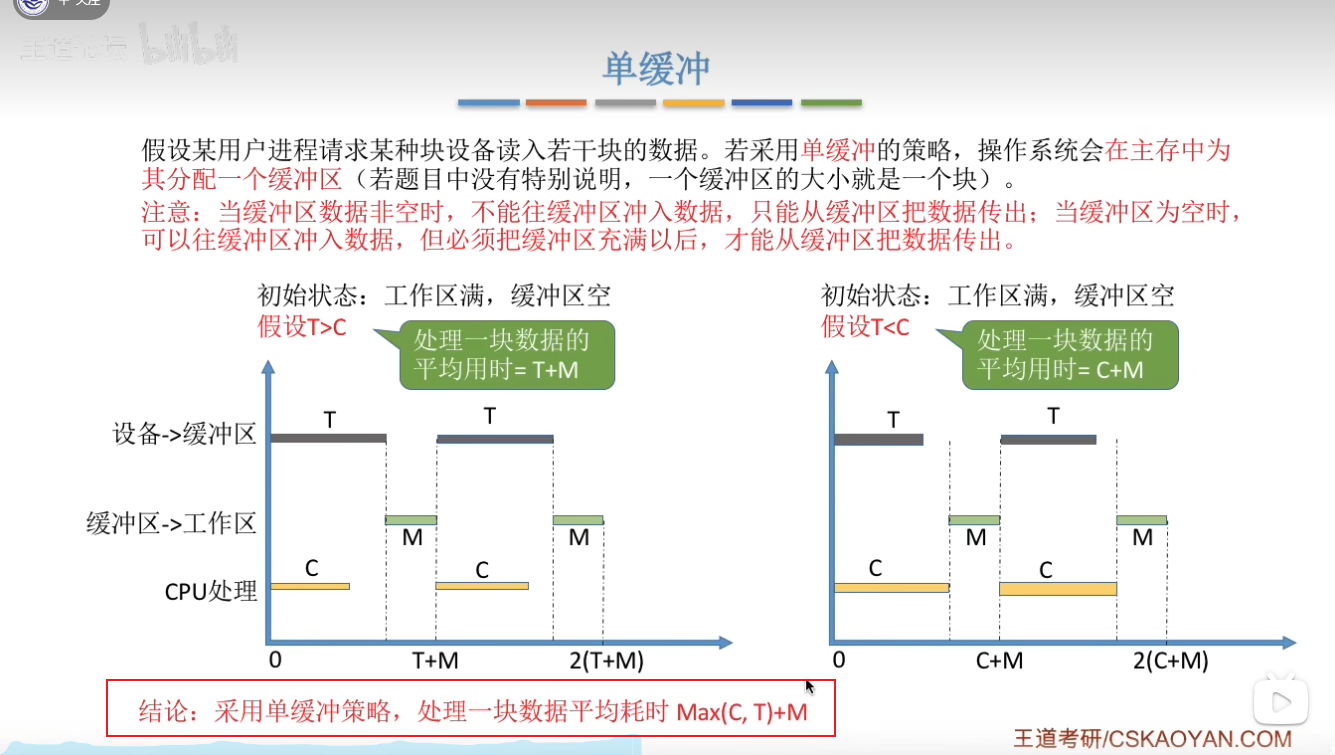 关注
王道论坛 bilibili
单缓冲
假设某用户进程请求某种块设备读入若干块的数据。若采用单缓冲的策略，操作系统会在主存中为
其分配一个缓冲区（若题目中没有特别说明，一个缓冲区的大小就是一个块）。
注意：当缓冲区数据非空时，不能往缓冲区冲入数据，只能从缓冲区把数据传出；当缓冲区为空时，
可以往缓冲区冲入数据，但必须把缓冲区充满以后，才能从缓冲区把数据传出。
初始状态：工作区满，缓冲区空
假设T>C
处理一块数据的
平均用时= T+M
设备->缓冲区
T
T
缓冲区->工作区
M
M
CPU处理
C
C
0
T+M
2(T+M)
初始状态：工作区满，缓冲区空
假设T<C
处理一块数据的
平均用时= C+M
T
T
M
M
C
C
0
C+M
2(C+M)
结论：采用单缓冲策略，处理一块数据平均耗时 Max(C, T)+M
王道考研/CSKAOYAN.COM